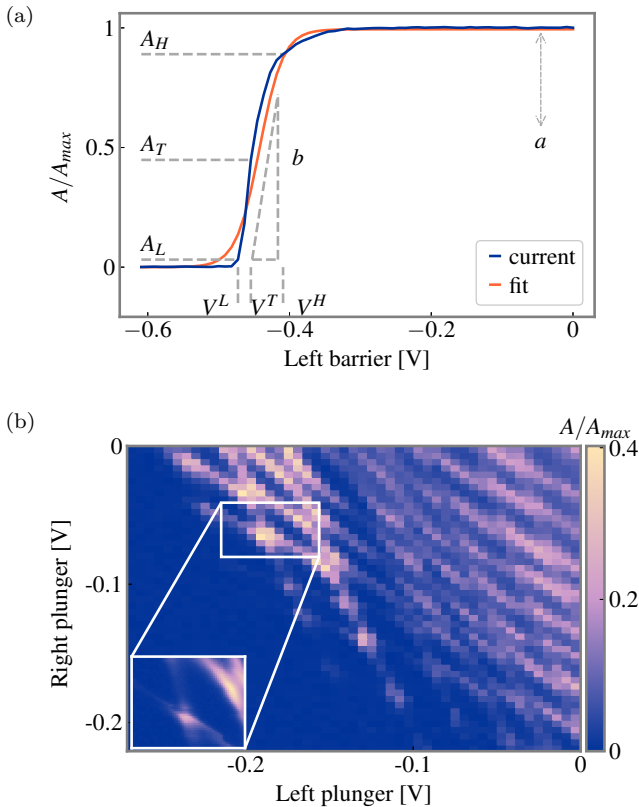 (a)
A_H
A_T
A_L
A/A_max
1
0.5
0
b
a
current
fit
V^L V^T V^H
-0.6 -0.4 -0.2 0
Left barrier [V]
(b)
A/A_max
0
-0.1
-0.2
Right plunger [V]
0.4
0.2
0
-0.2 -0.1 0
Left plunger [V]